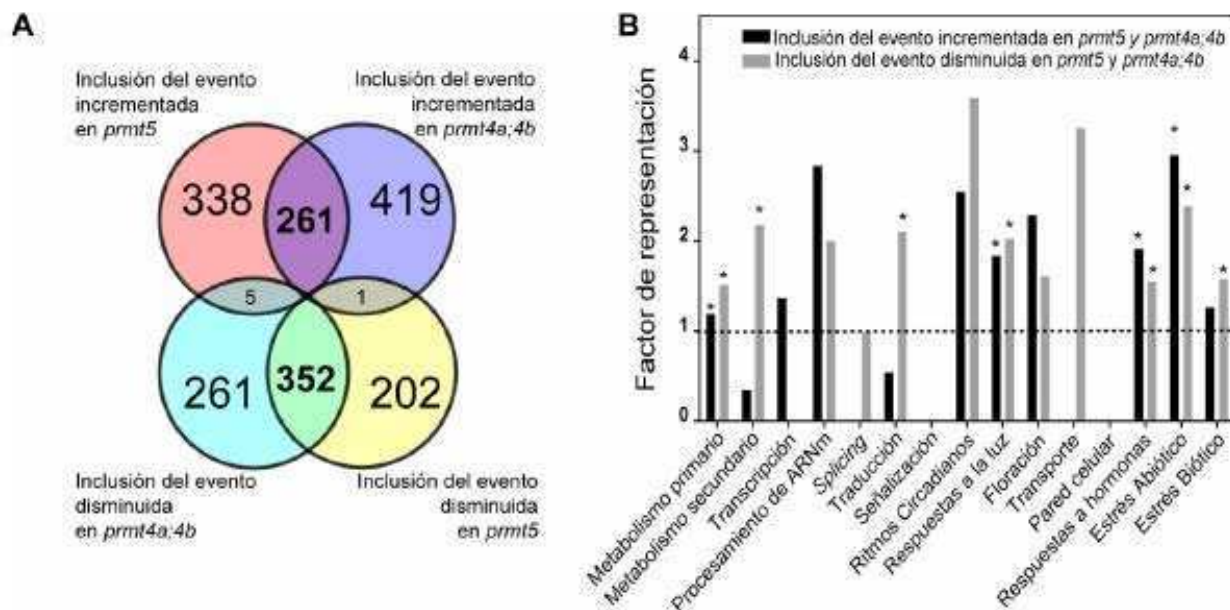 A
Inclusión del evento
incrementada
en prmt5
Inclusión del evento
incrementada
en prmt4a;4b
338
261
419
5
1
261
352
202
Inclusión del evento
disminuida
en prmt4a;4b
Inclusión del evento
disminuida
en prmt5
B
Inclusión del evento incrementada en prmt5 y prmt4a;4b
Inclusión del evento disminuida en prmt5 y prmt4a;4b
Factor de representación
4
3
2
1
0
* * * * * * * * * * * *
Metabolismo primario
Metabolismo secundario
Transcripción
Procesamiento de ARNm
Splicing
Traducción
Señalización
Ritmos Circadianos
Respuestas a la luz
Floración
Transporte
Pared celular
Respuestas a hormonas
Estrés Abiótico
Estrés Biótico